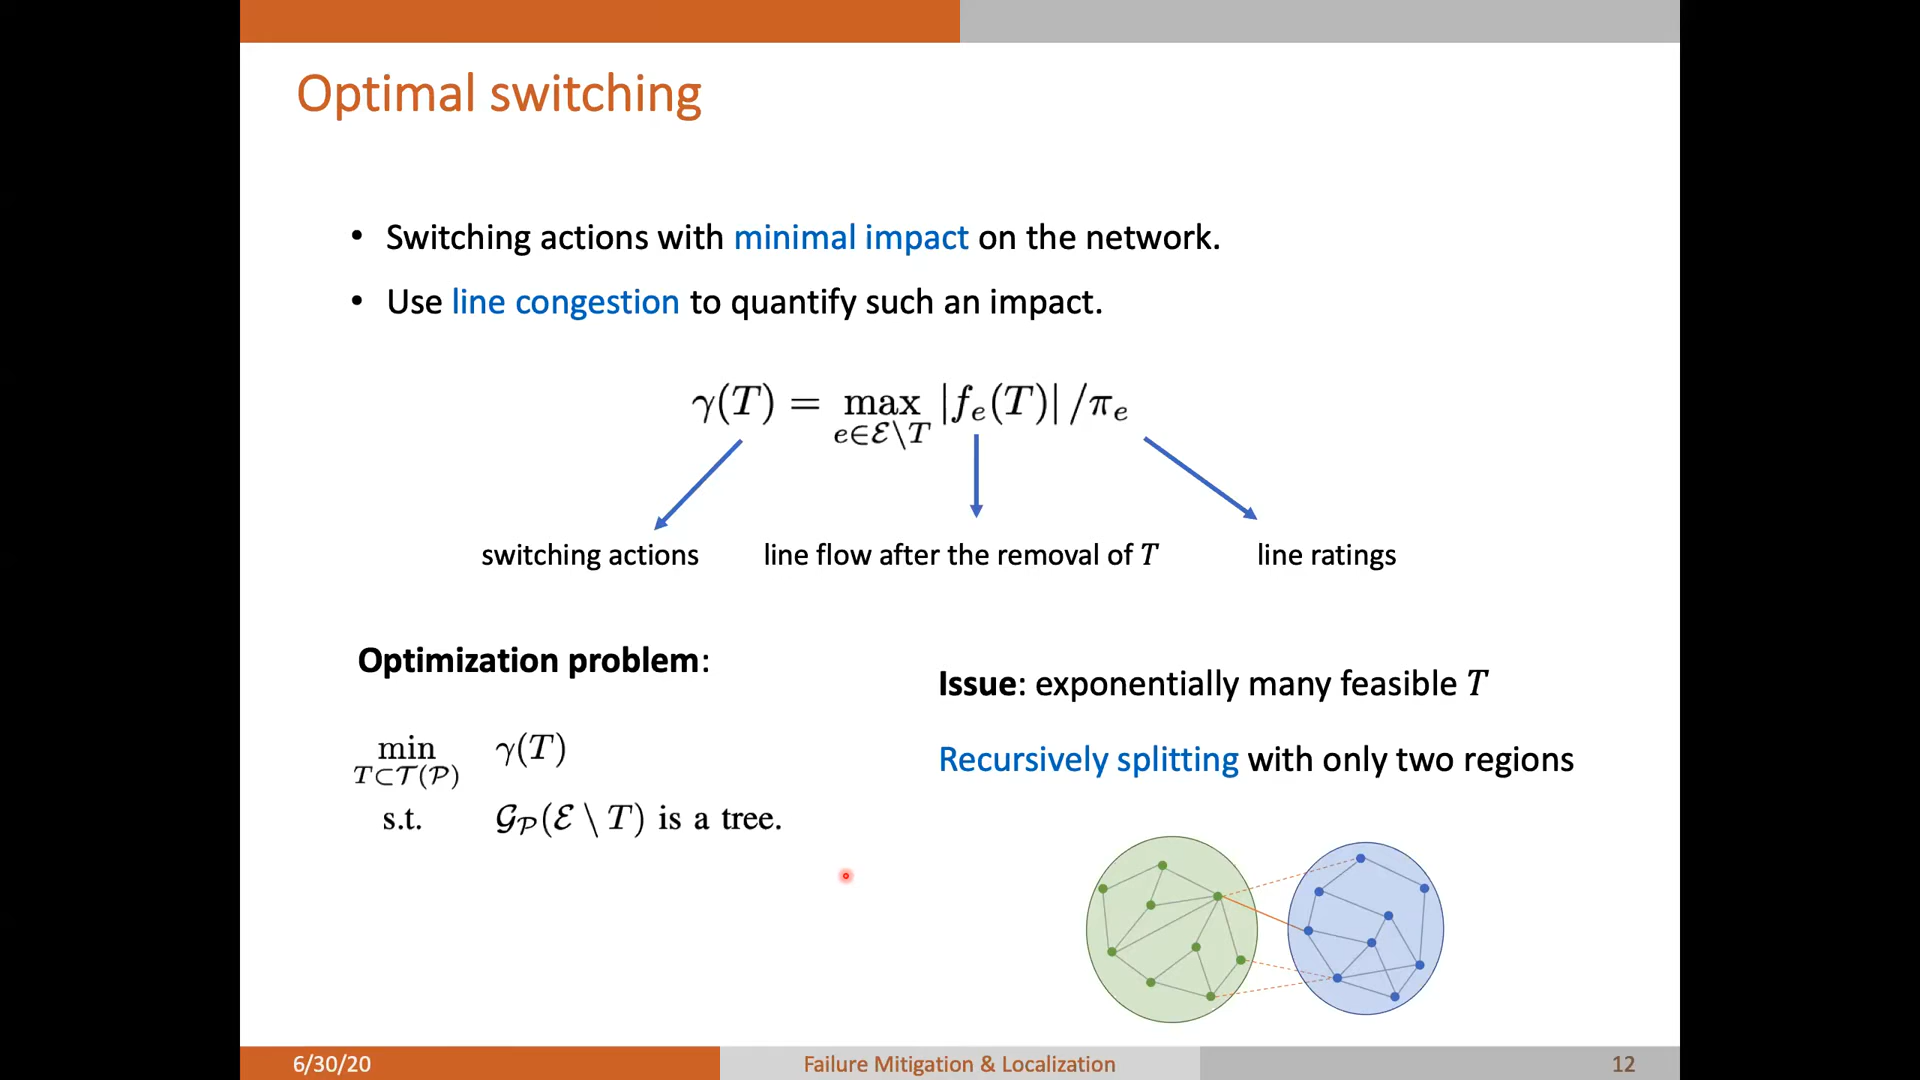 Optimal switching
• Switching actions with minimal impact on the network.
• Use line congestion to quantify such an impact.
γ(T) = max |f_e(T)| /π_e
e∈ℰ\T
switching actions
line flow after the removal of T
line ratings
Optimization problem:
min γ(T)
T⊂𝒯(𝒫)
s.t. 𝒢_𝒫(ℰ \ T) is a tree.
Issue: exponentially many feasible T
Recursively splitting with only two regions
6/30/20
Failure Mitigation & Localization
12